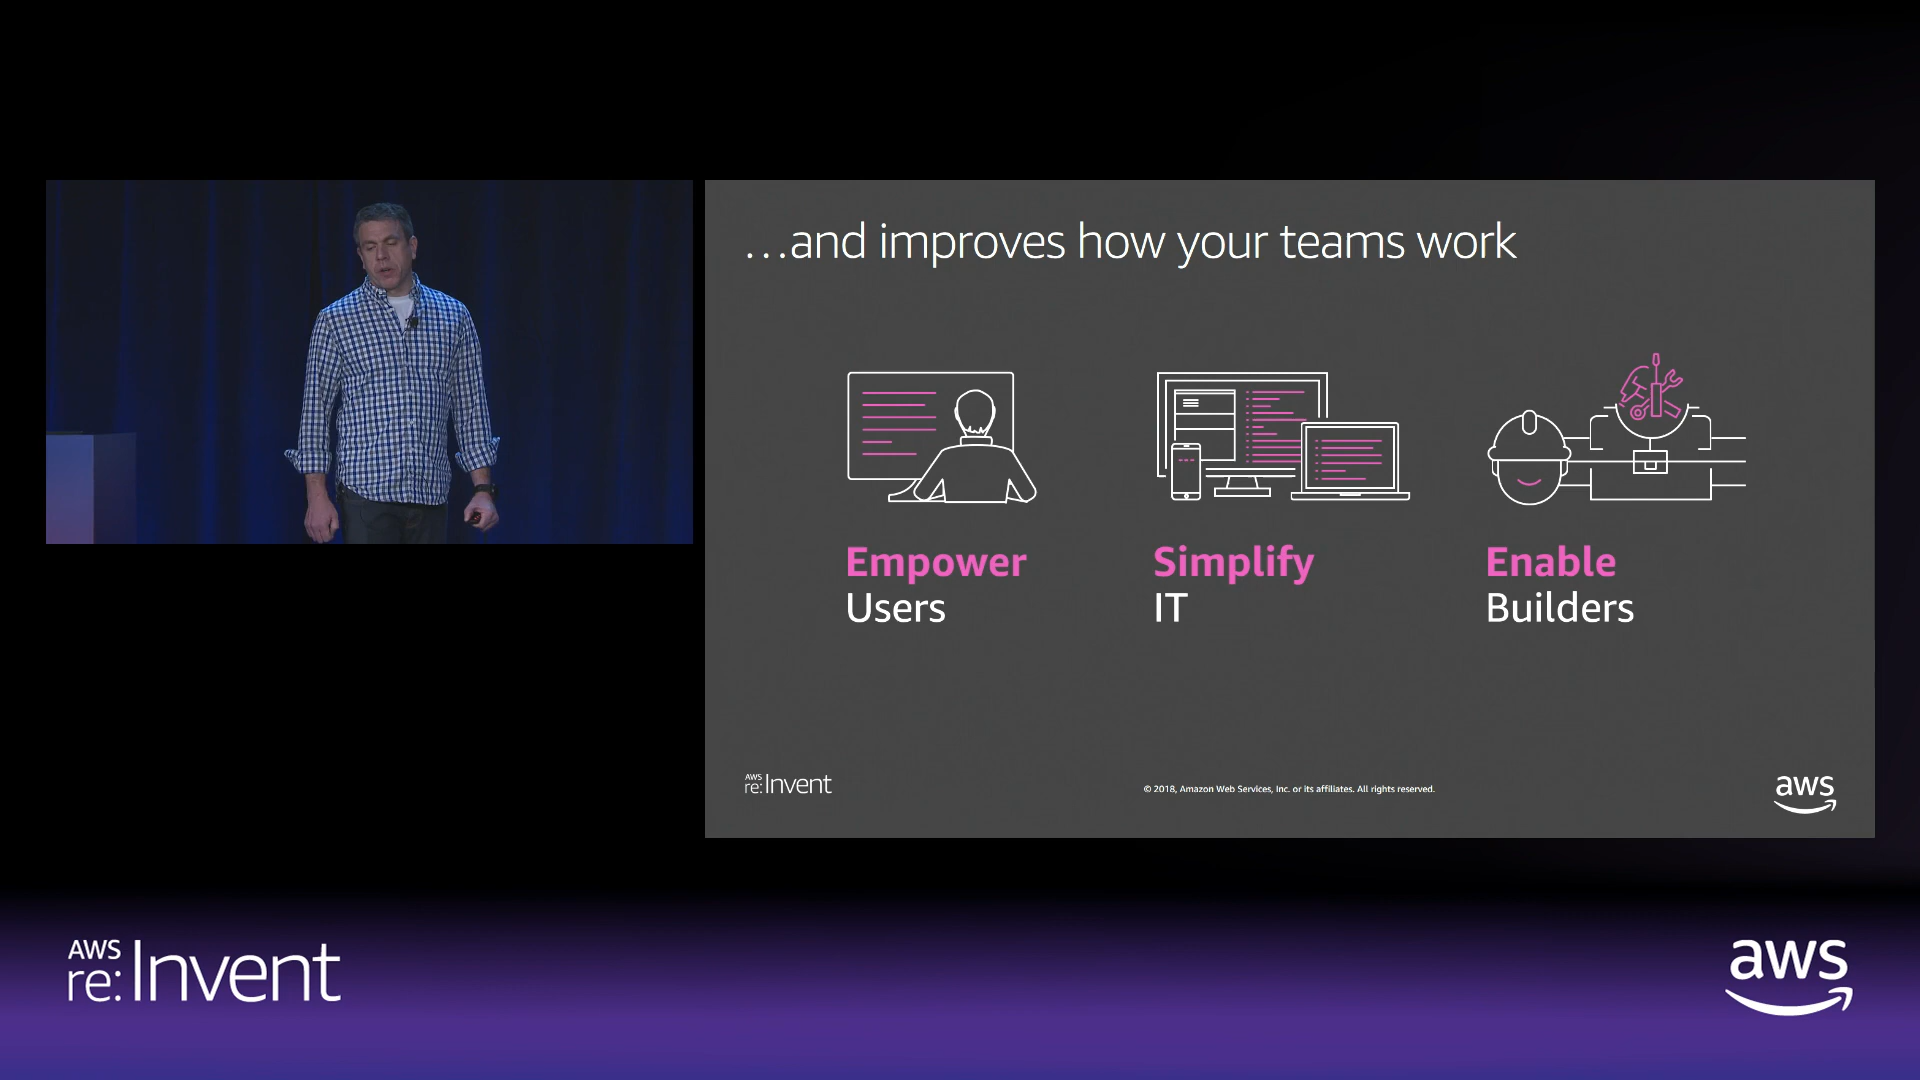 …and improves how your teams work
Empower
Users
Simplify
IT
Enable
Builders
AWS
re:Invent
© 2018, Amazon Web Services, Inc. or its affiliates. All rights reserved.
aws
AWS
re:Invent
aws